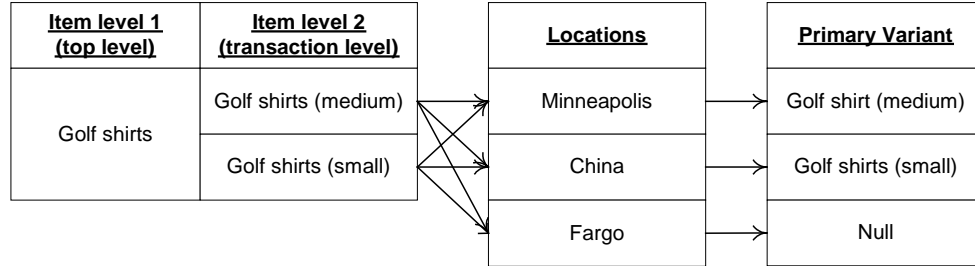 Item level 1
(top level)
Item level 2
(transaction level)
Locations
Primary Variant
Golf shirts
Golf shirts (medium)
Minneapolis
Golf shirt (medium)
Golf shirts (small)
China
Golf shirts (small)
Fargo
Null